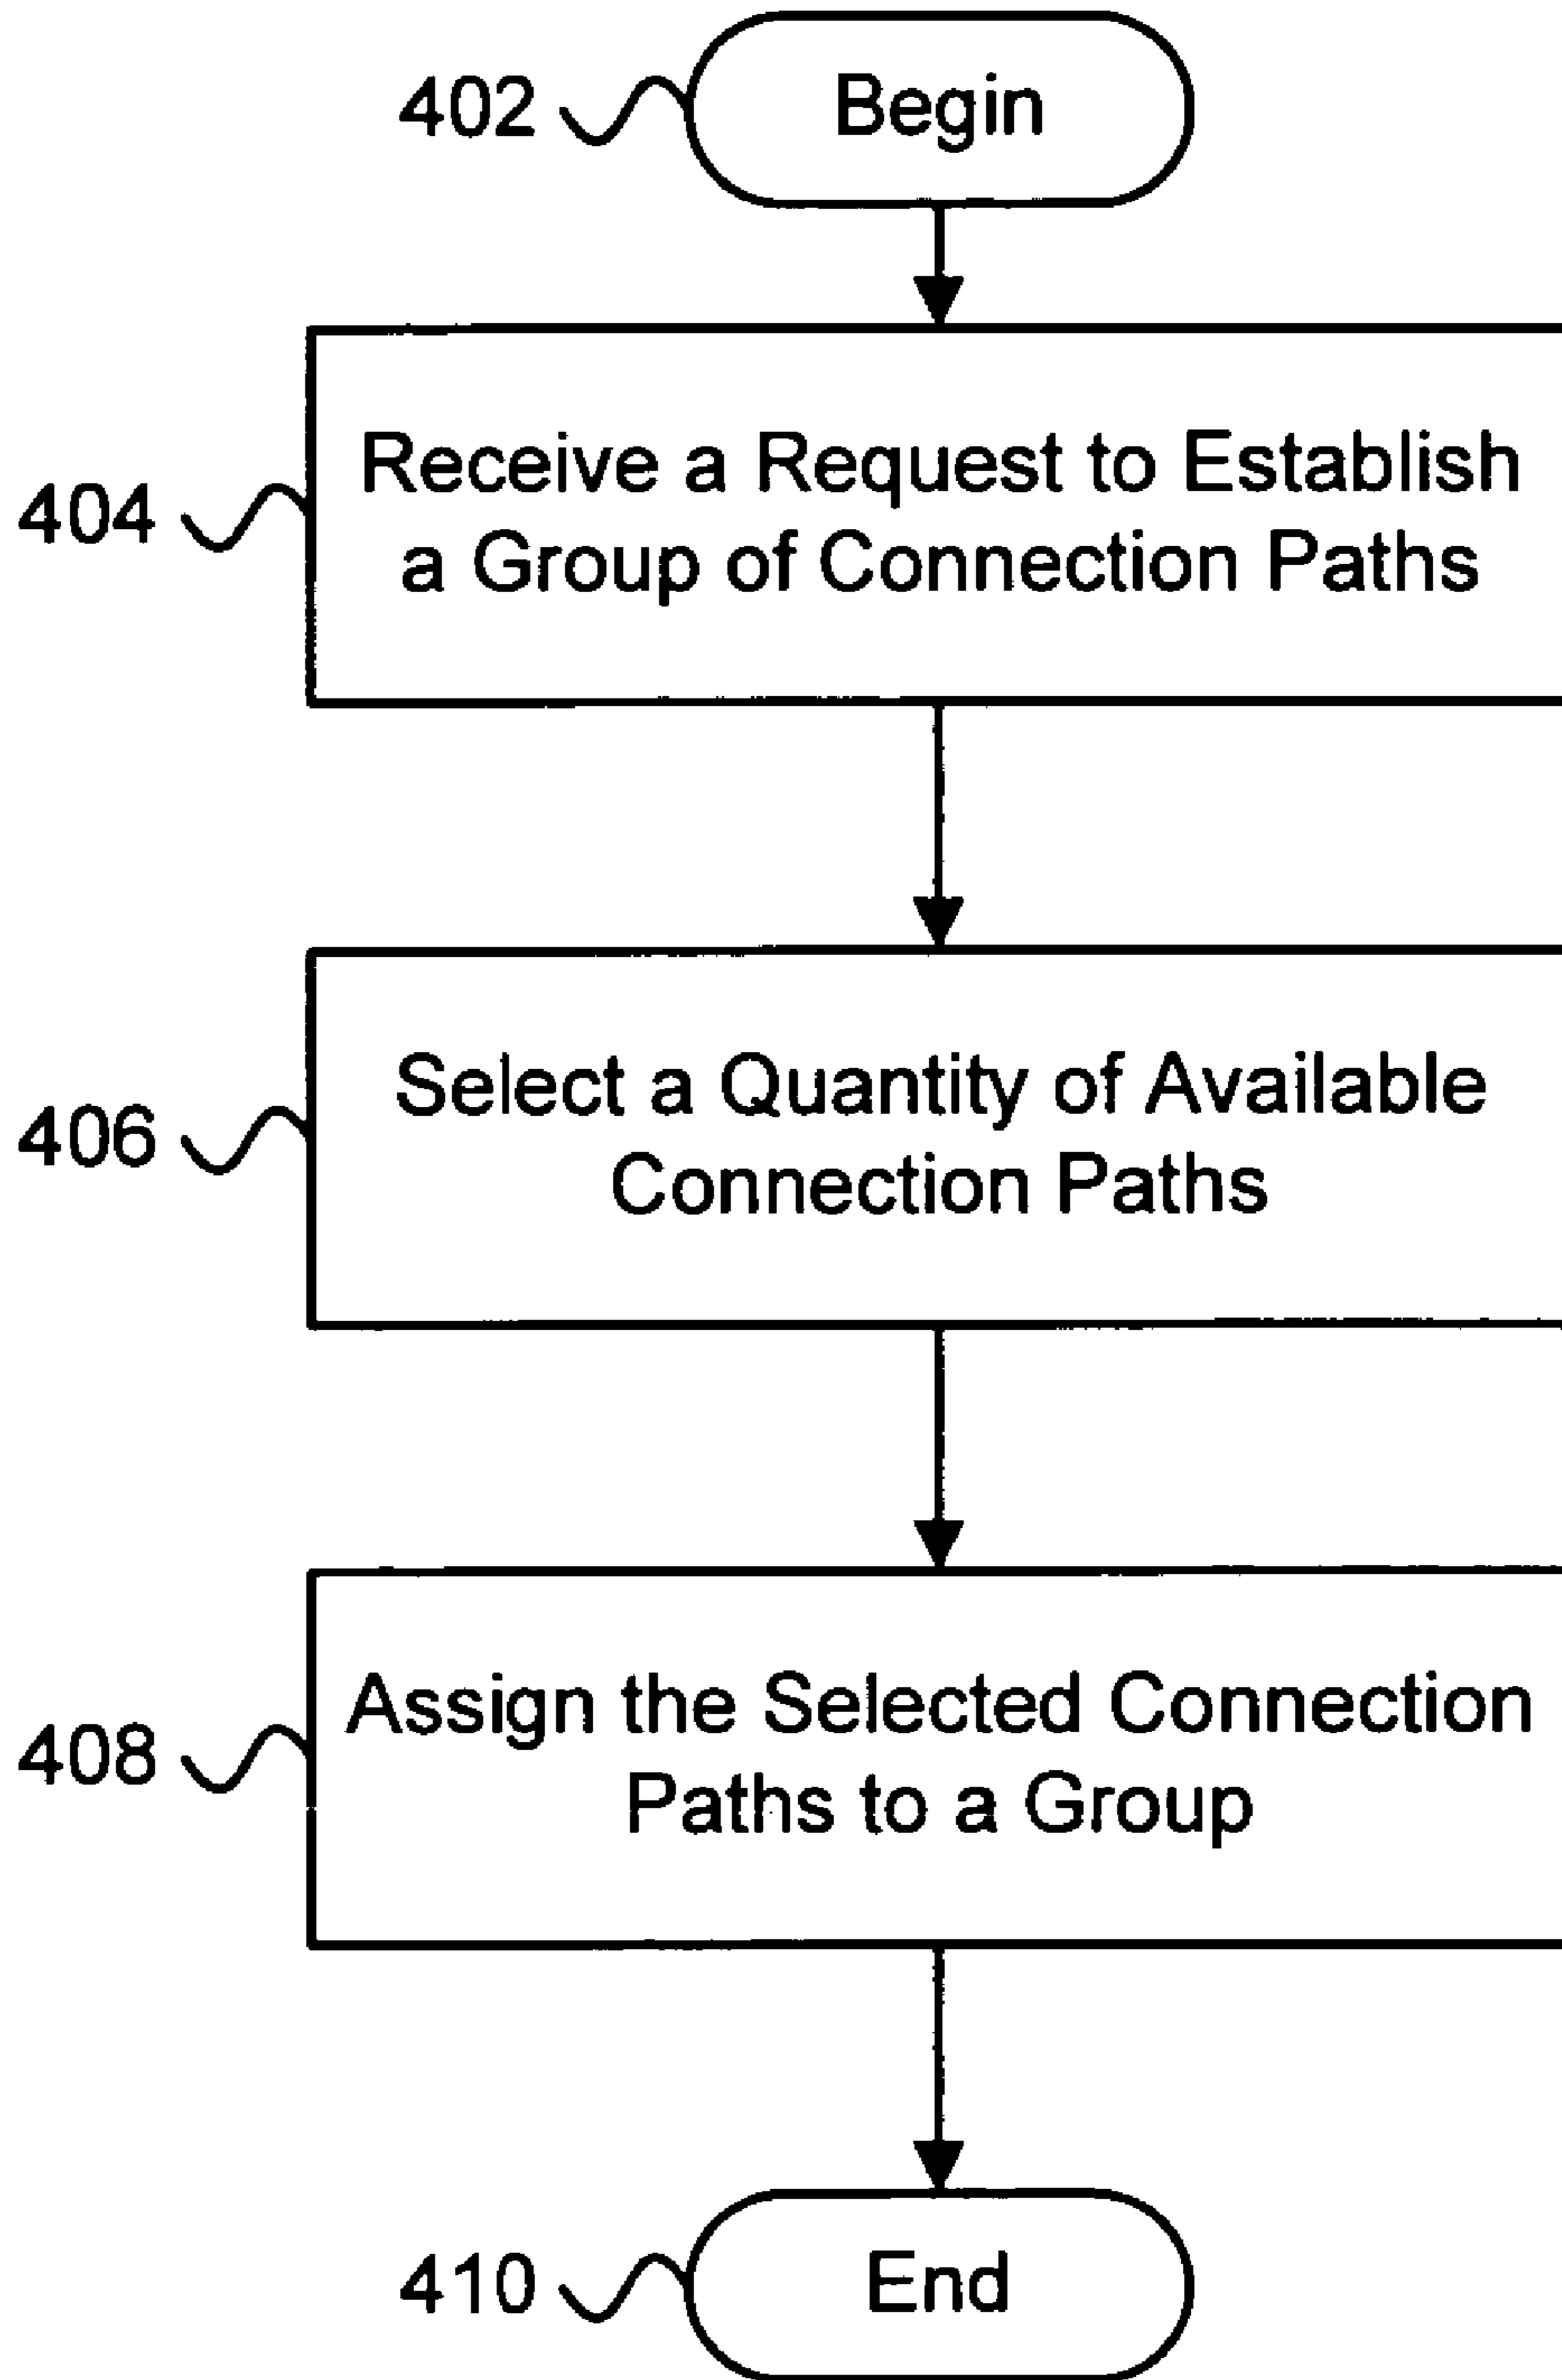 402
Begin
404
Receive a Request to Establish
a Group of Connection Paths
406
Select a Quantity of Available
Connection Paths
408
Assign the Selected Connection
Paths to a Group
410
End